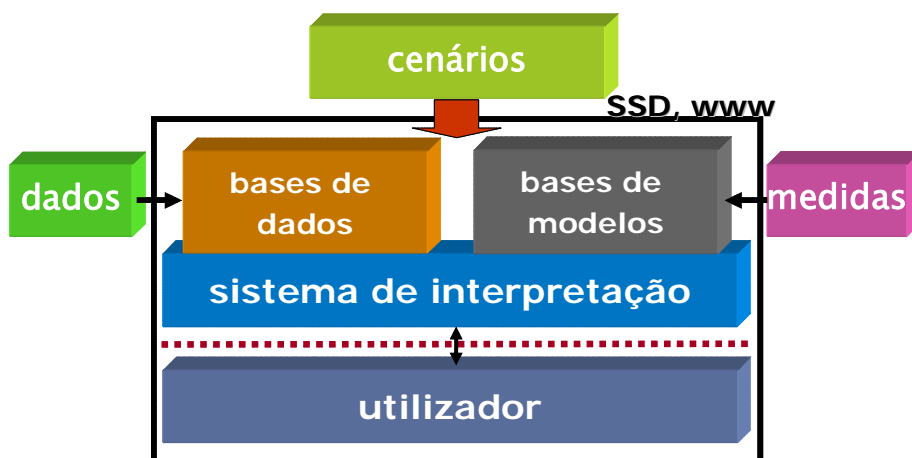 cenários
SSD, www
dados
bases de
dados
bases de
modelos
medidas
sistema de interpretação
utilizador